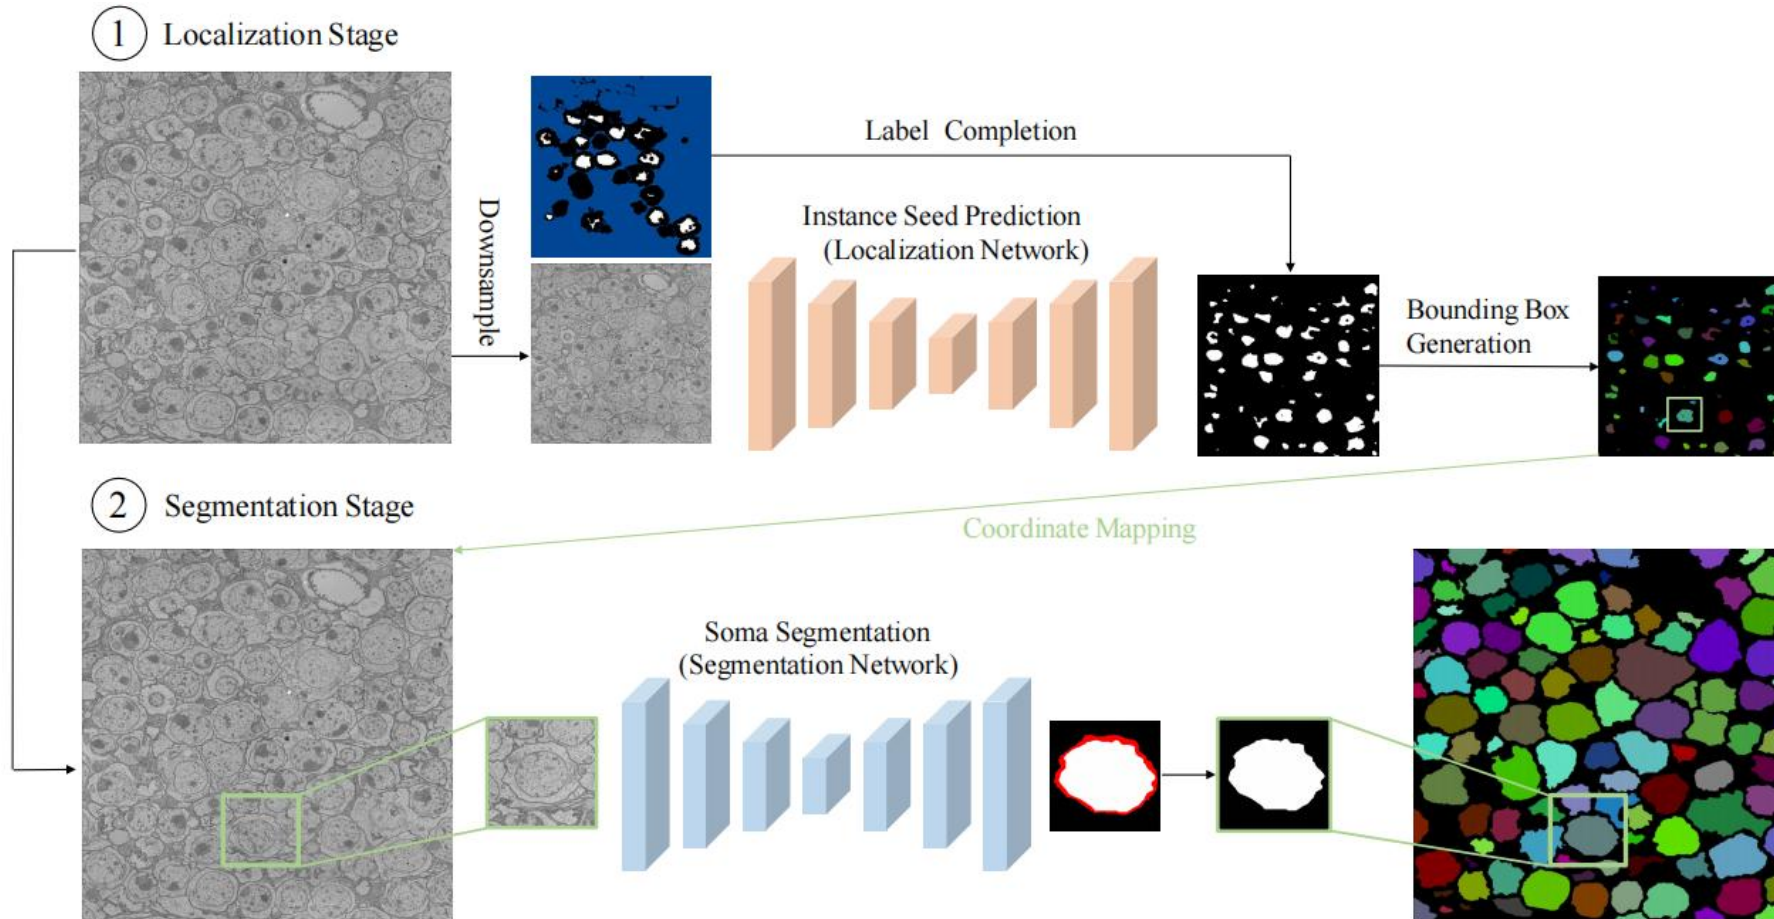 1 Localization Stage
Label Completion
Downsample
Instance Seed Prediction
(Localization Network)
Bounding Box
Generation
2 Segmentation Stage
Coordinate Mapping
Soma Segmentation
(Segmentation Network)